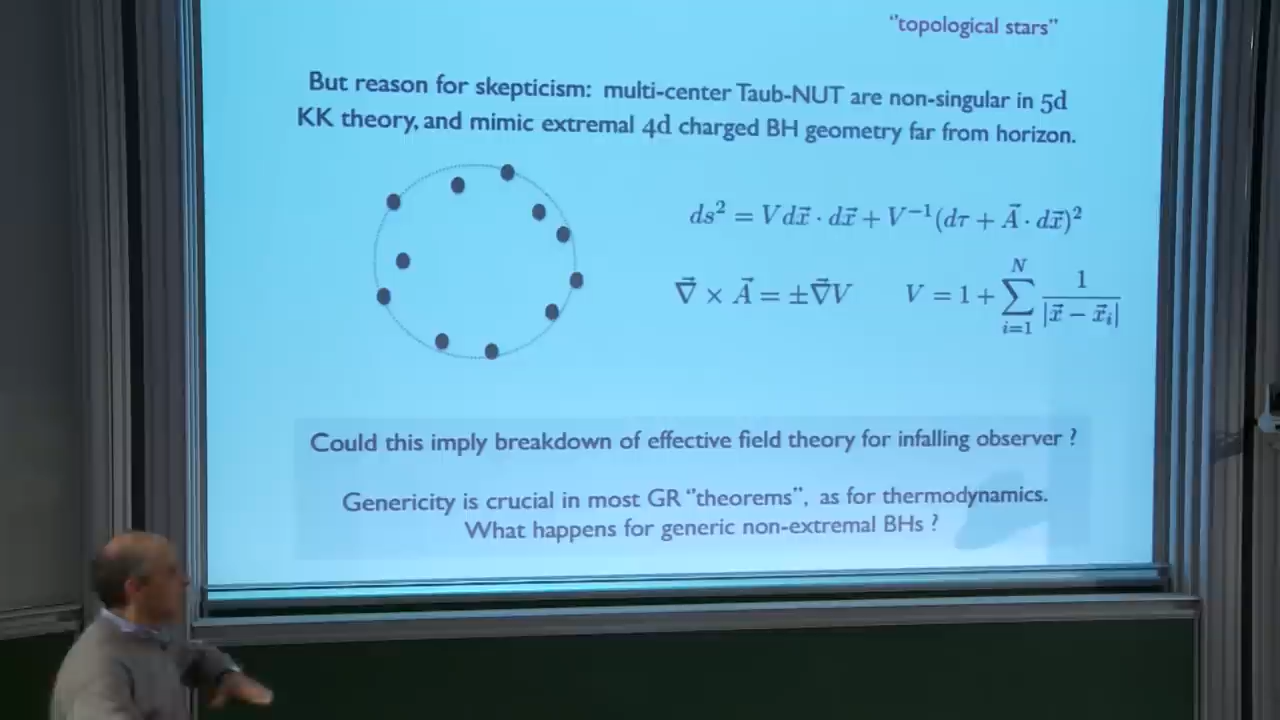 "topological stars"
But reason for skepticism: multi-center Taub-NUT are non-singular in 5d
KK theory, and mimic extremal 4d charged BH geometry far from horizon.
ds² = V dx⃗ · dx⃗ + V⁻¹(dτ + A⃗ · dx⃗)²
∇⃗ × A⃗ = ±∇⃗V V = 1 + ∑_{i=1}^{N} 1/|x⃗ − x⃗ᵢ|
Could this imply breakdown of effective field theory for infalling observer ?
Genericity is crucial in most GR "theorems", as for thermodynamics.
What happens for generic non-extremal BHs ?